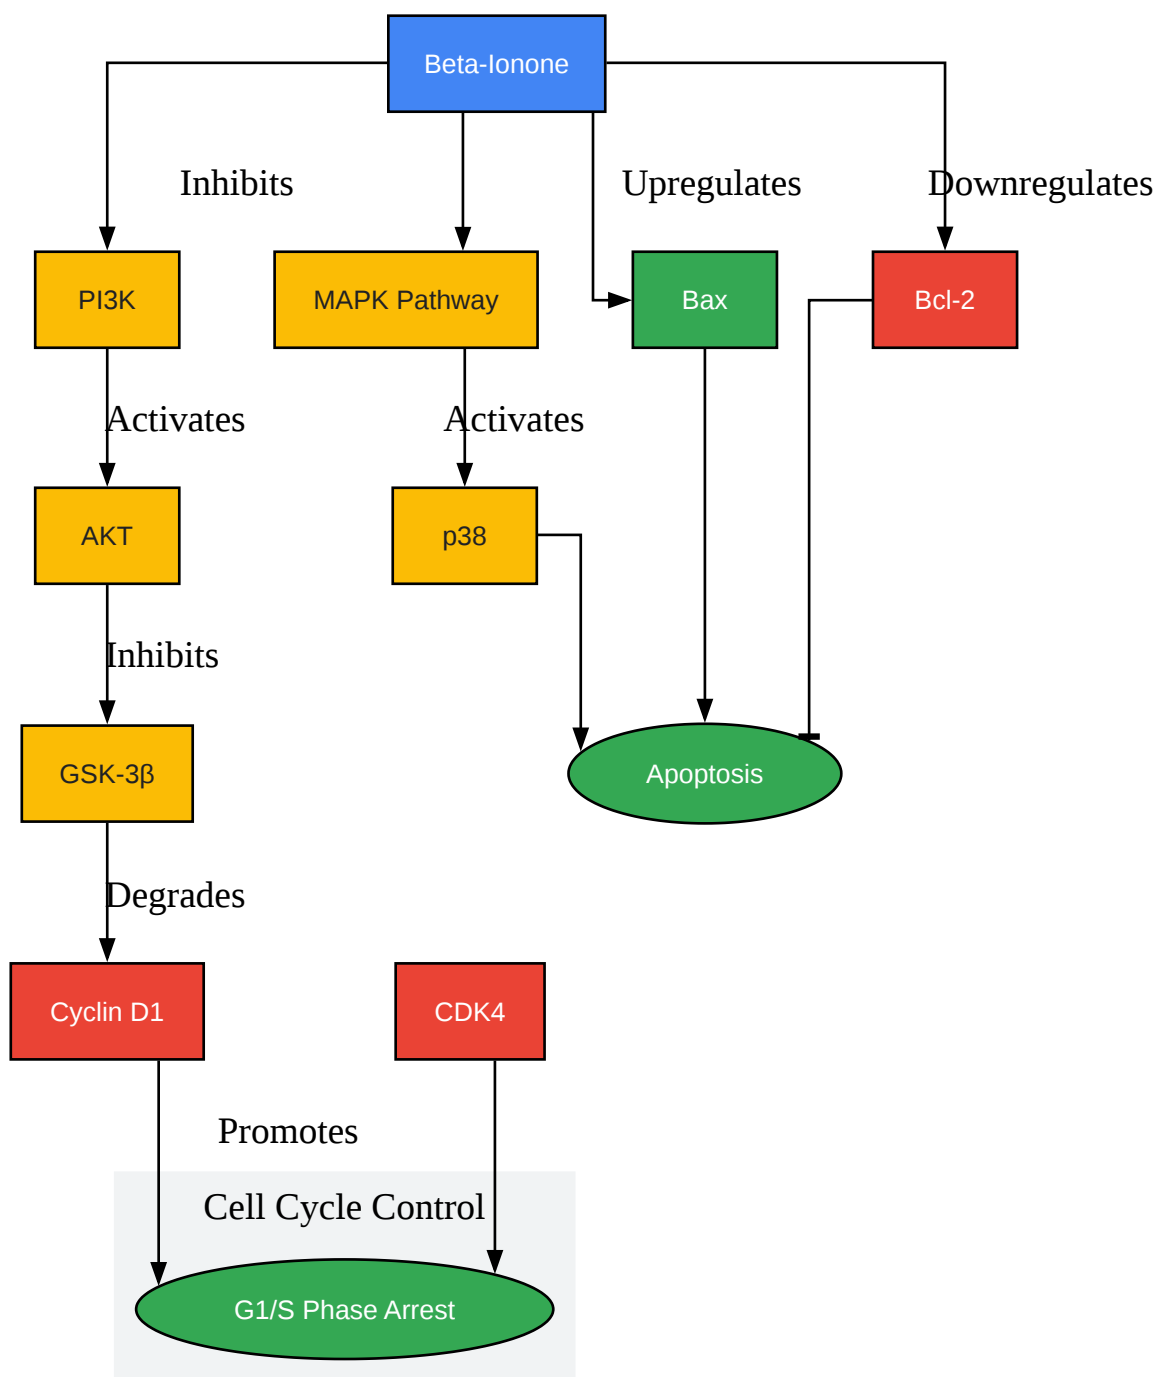 Beta-Ionone
Inhibits
Upregulates
Downregulates
PI3K
MAPK Pathway
Bax
Bcl-2
Activates
Activates
AKT
p38
Inhibits
GSK-3β
Apoptosis
Degrades
Cyclin D1
CDK4
Promotes
Cell Cycle Control
G1/S Phase Arrest